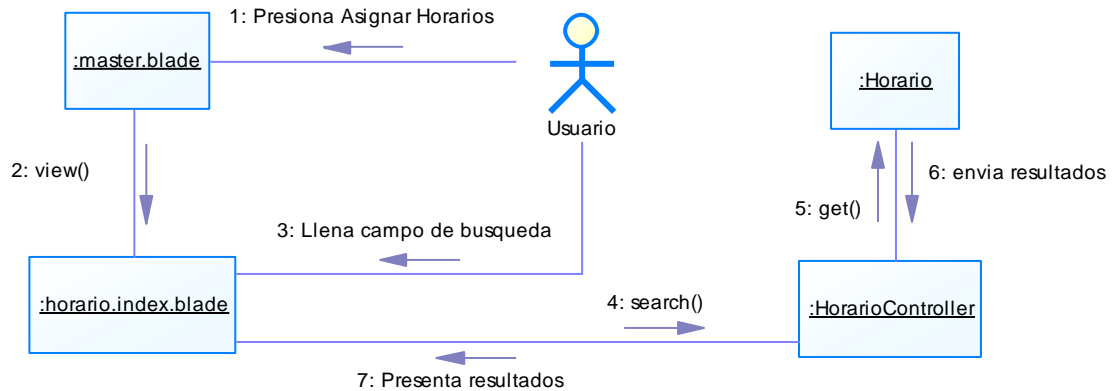 1: Presiona Asignar Horarios
:master.blade
:Horario
Usuario
2: view()
6: envia resultados
5: get()
3: Llena campo de busqueda
:horario.index.blade
4: search()
:HorarioController
7: Presenta resultados